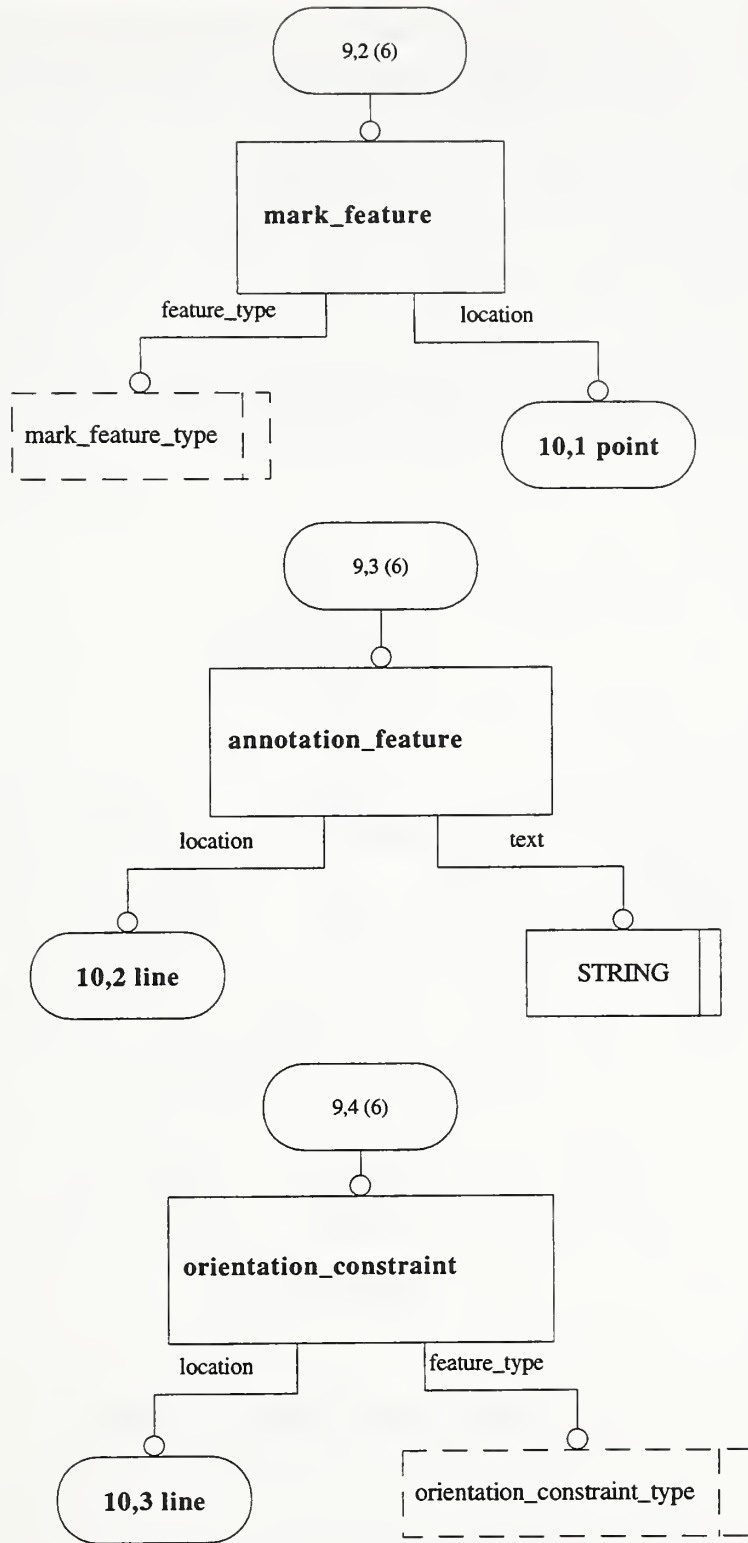 9,2 (6)
mark_feature
feature_type
location
mark_feature_type
10,1 point
9,3 (6)
annotation_feature
location
text
10,2 line
STRING
9,4 (6)
orientation_constraint
location
feature_type
10,3 line
orientation_constraint_type